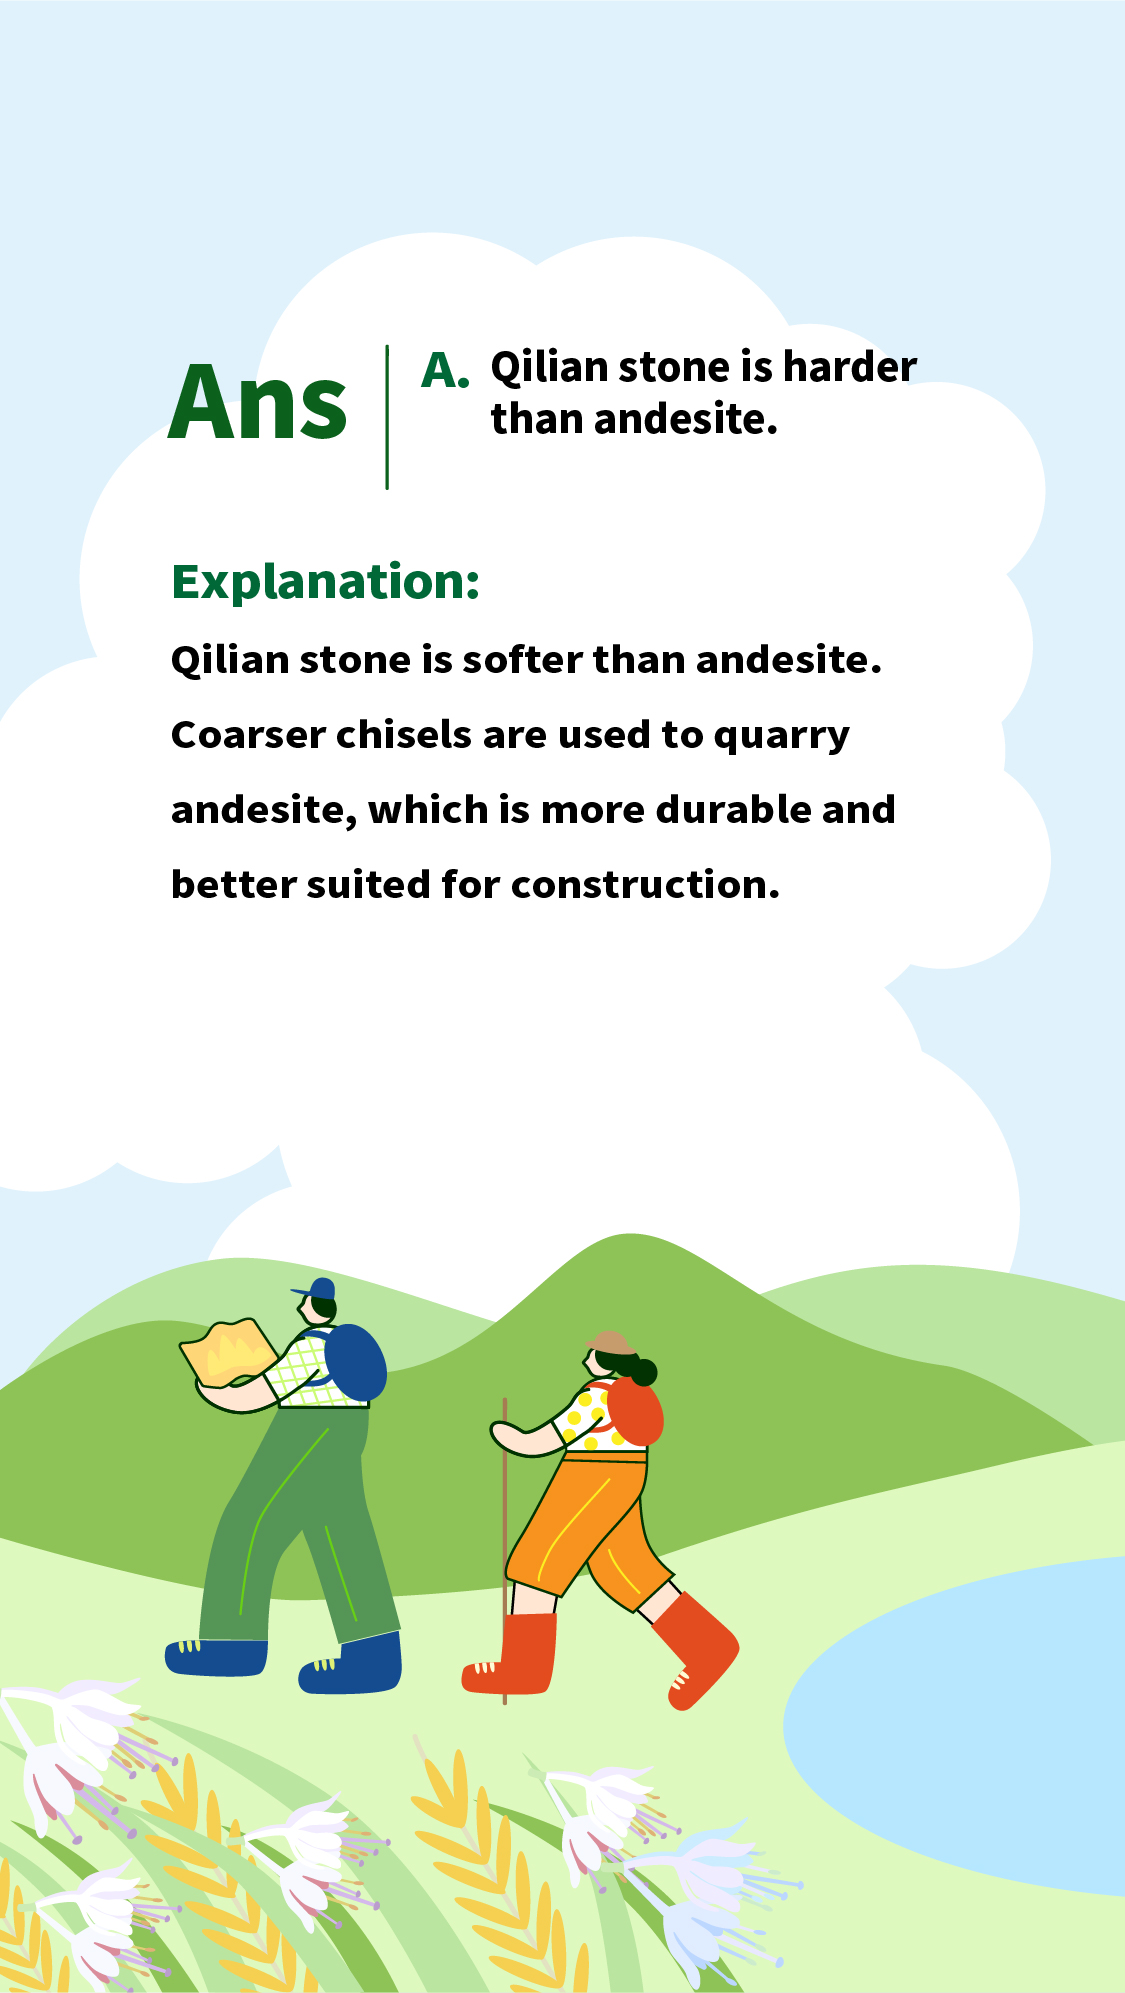 Ans
A. Qilian stone is harder
than andesite.
Explanation:
Qilian stone is softer than andesite.
Coarser chisels are used to quarry
andesite, which is more durable and
better suited for construction.